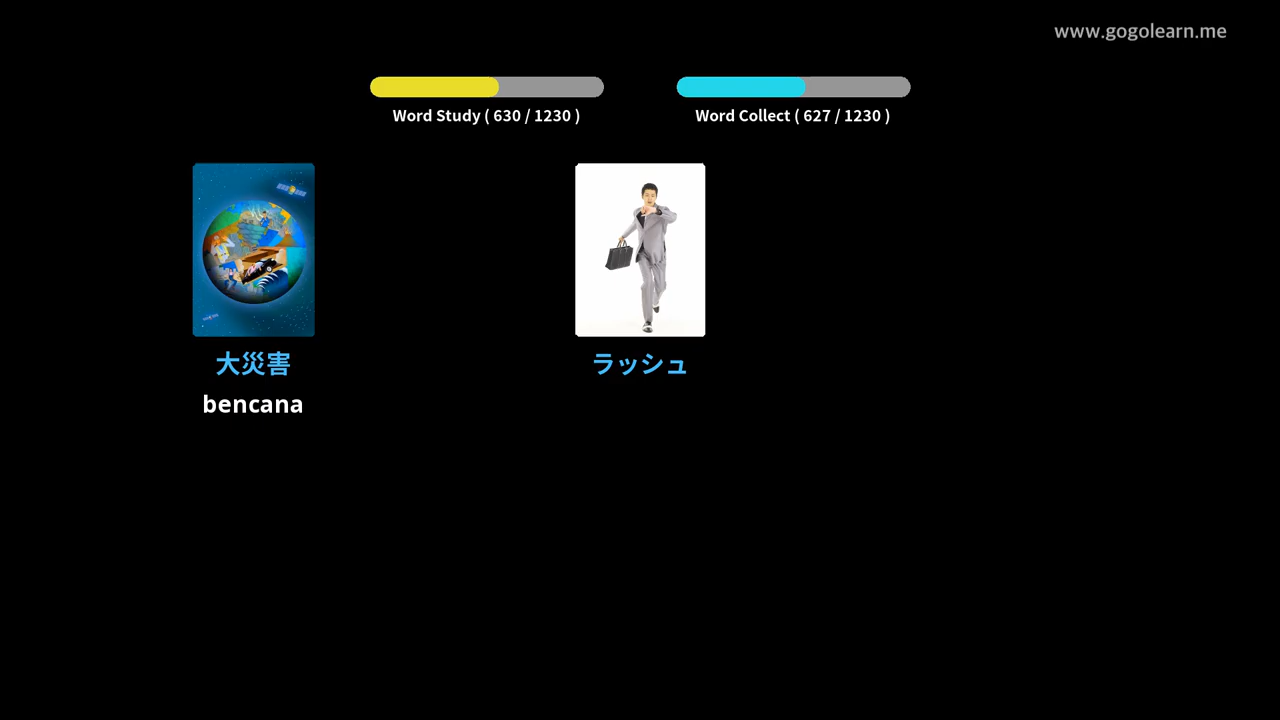 www.gogolearn.me
Word Study ( 630 / 1230 )
Word Collect ( 627 / 1230 )
大災害
ラッシュ
bencana